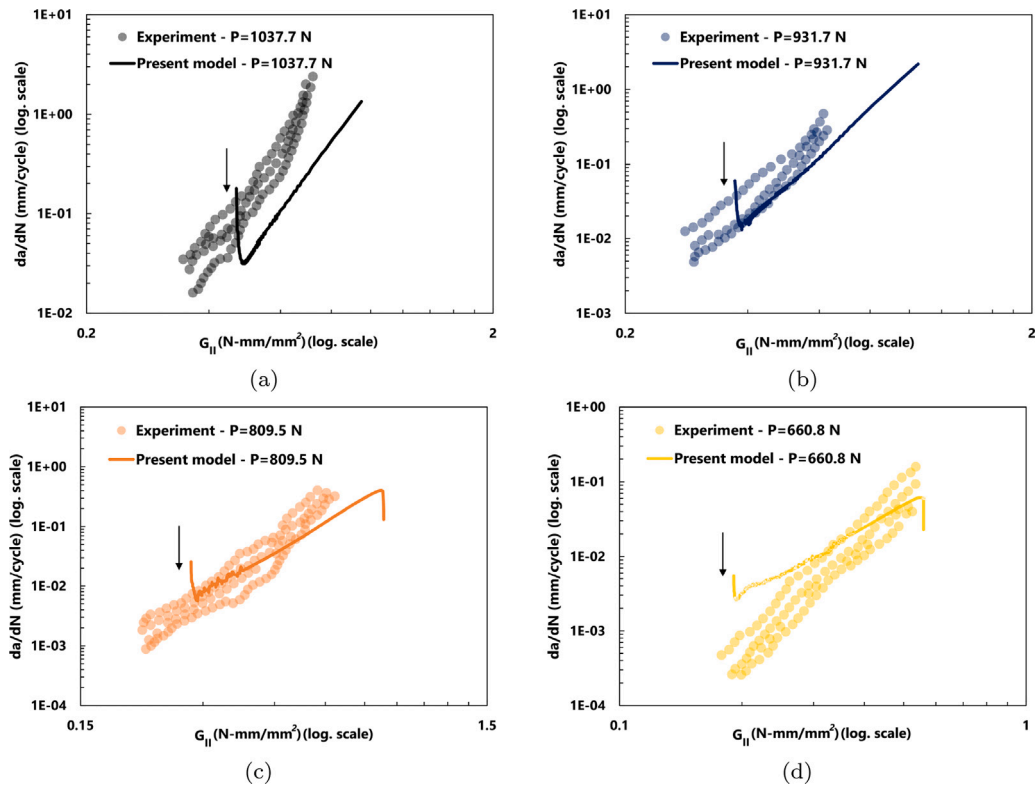 1E+01
Experiment - P=1037.7 N
Present model - P=1037.7 N
1E+00
1E-01
1E-02
da/dN (mm/cycle) (log. scale)
0.2
2
G_II (N-mm/mm²) (log. scale)
(a)
1E+01
Experiment - P=931.7 N
Present model - P=931.7 N
1E+00
1E-01
1E-02
1E-03
da/dN (mm/cycle) (log. scale)
0.2
2
G_II (N-mm/mm²) (log. scale)
(b)
1E+01
Experiment - P=809.5 N
Present model - P=809.5 N
1E+00
1E-01
1E-02
1E-03
1E-04
da/dN (mm/cycle) (log. scale)
0.15
1.5
G_II (N-mm/mm²) (log. scale)
(c)
1E+00
Experiment - P=660.8 N
Present model - P=660.8 N
1E-01
1E-02
1E-03
1E-04
da/dN (mm/cycle) (log. scale)
0.1
1
G_II (N-mm/mm²) (log. scale)
(d)